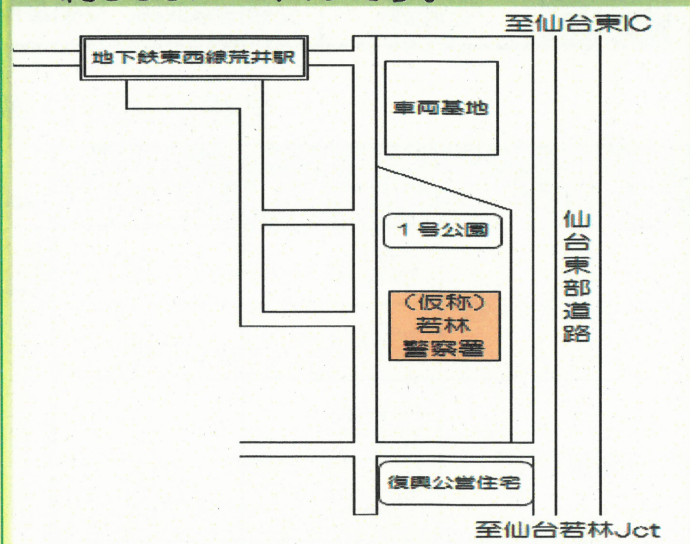 至仙台東IC
地下鉄東西線荒井駅
車両基地
1号公園
仙台東部道路
（仮称）
若林
警察署
復興公営住宅
至仙台若林Jct